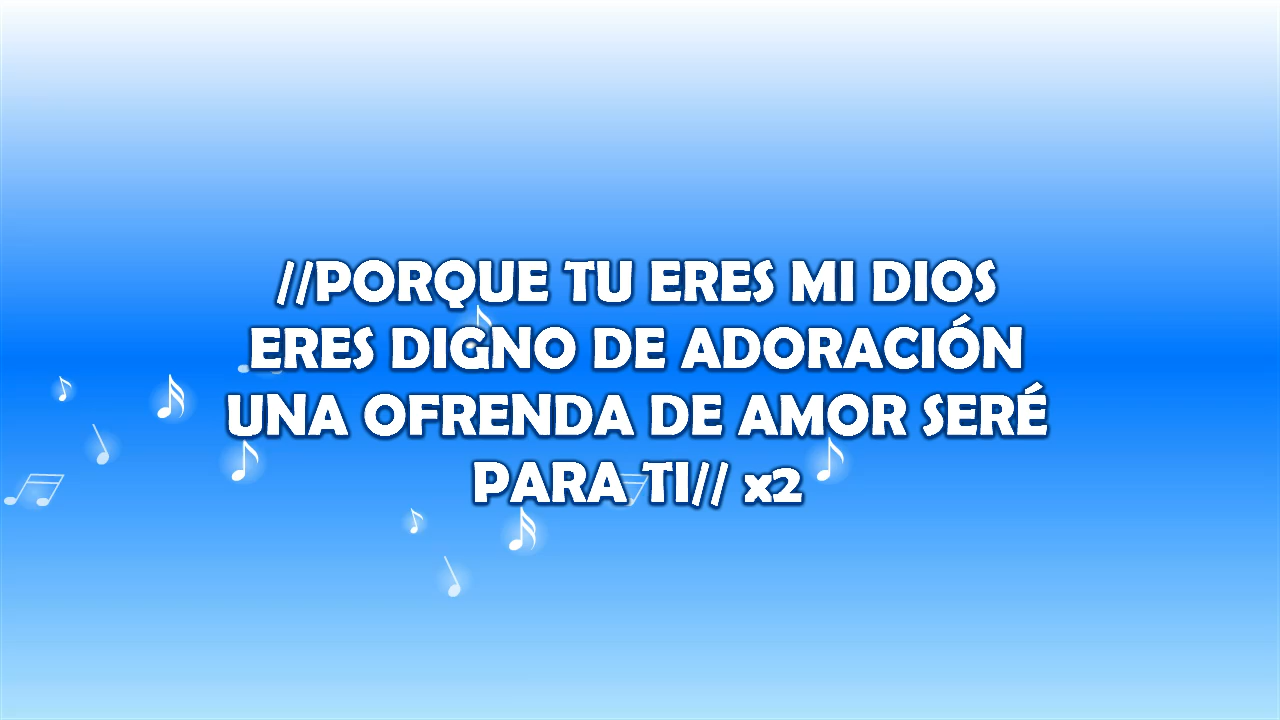 //PORQUE TU ERES MI DIOS
ERES DIGNO DE ADORACIÓN
UNA OFRENDA DE AMOR SERÉ
PARA TI// x2